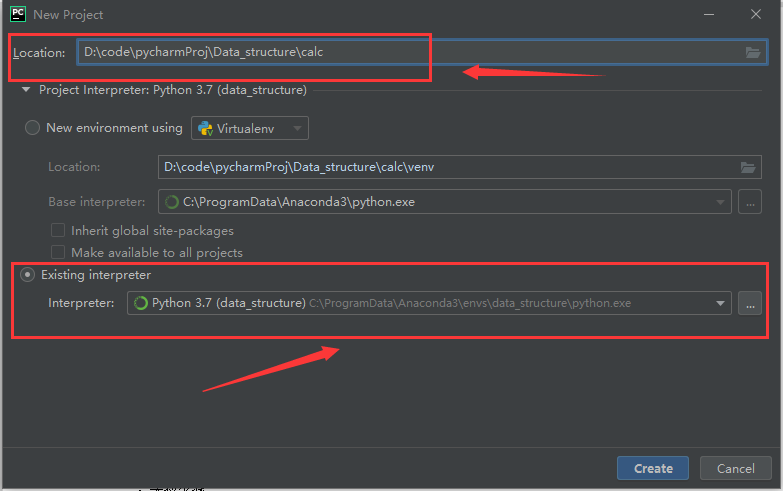 PC New Project
Location: D:\code\pycharmProj\Data_structure\calc
Project Interpreter: Python 3.7 (data_structure)
New environment using Virtualenv
Location: D:\code\pycharmProj\Data_structure\calc\venv
Base interpreter: C:\ProgramData\Anaconda3\python.exe ...
Inherit global site-packages
Make available to all projects
Existing interpreter
Interpreter: Python 3.7 (data_structure) C:\ProgramData\Anaconda3\envs\data_structure\python.exe ...
Create Cancel